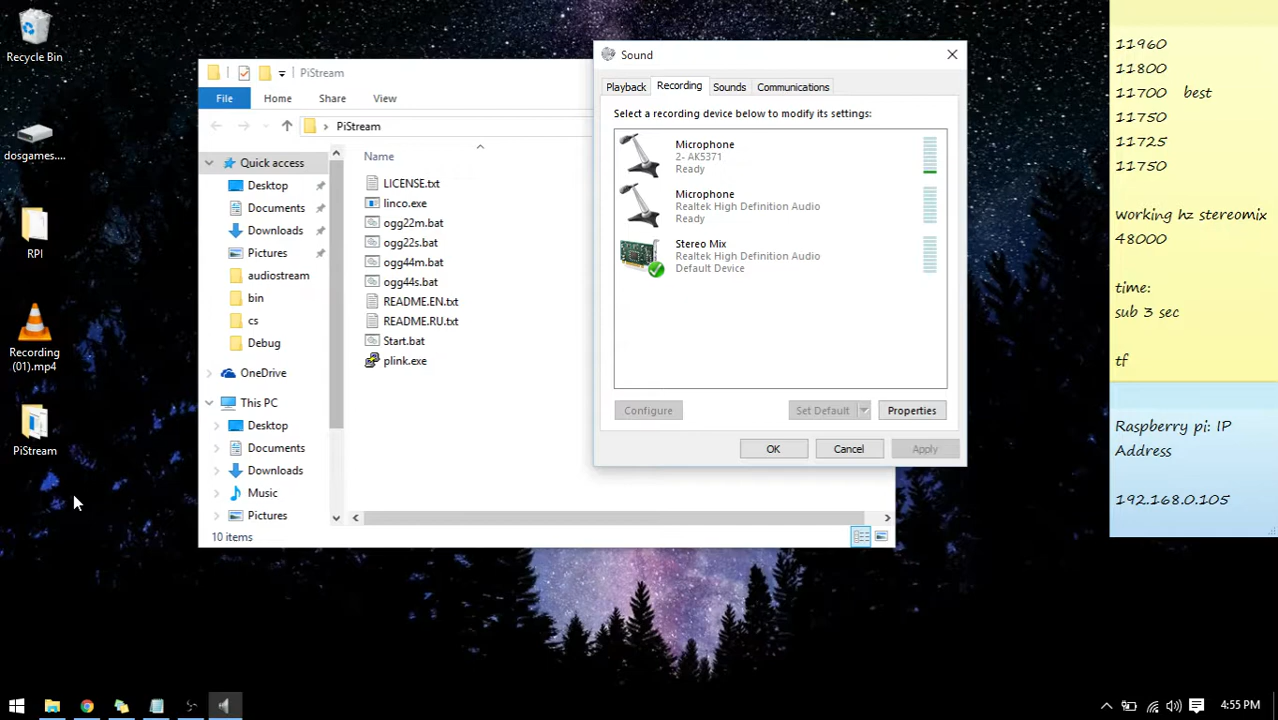 Recycle Bin
dosgames....
RPI
Recording
(01).mp4
PiStream
PiStream
File
Home
Share
View
PiStream
Name
Quick access
Desktop
Documents
Downloads
Pictures
audiostream
bin
cs
Debug
OneDrive
This PC
Desktop
Documents
Downloads
Music
Pictures
LICENSE.txt
linco.exe
ogg22m.bat
ogg22s.bat
ogg44m.bat
ogg44s.bat
README.EN.txt
README.RU.txt
Start.bat
plink.exe
10 items
Sound
Playback
Recording
Sounds
Communications
Select a recording device below to modify its settings:
Microphone
2- AK5371
Ready
Microphone
Realtek High Definition Audio
Ready
Stereo Mix
Realtek High Definition Audio
Default Device
Configure
Set Default
Properties
OK
Cancel
Apply
11960
11800
11700 best
11750
11725
11750
working hz stereomix
48000
time:
sub 3 sec
tf
Raspberry pi: IP
Address
192.168.0.105
4:55 PM